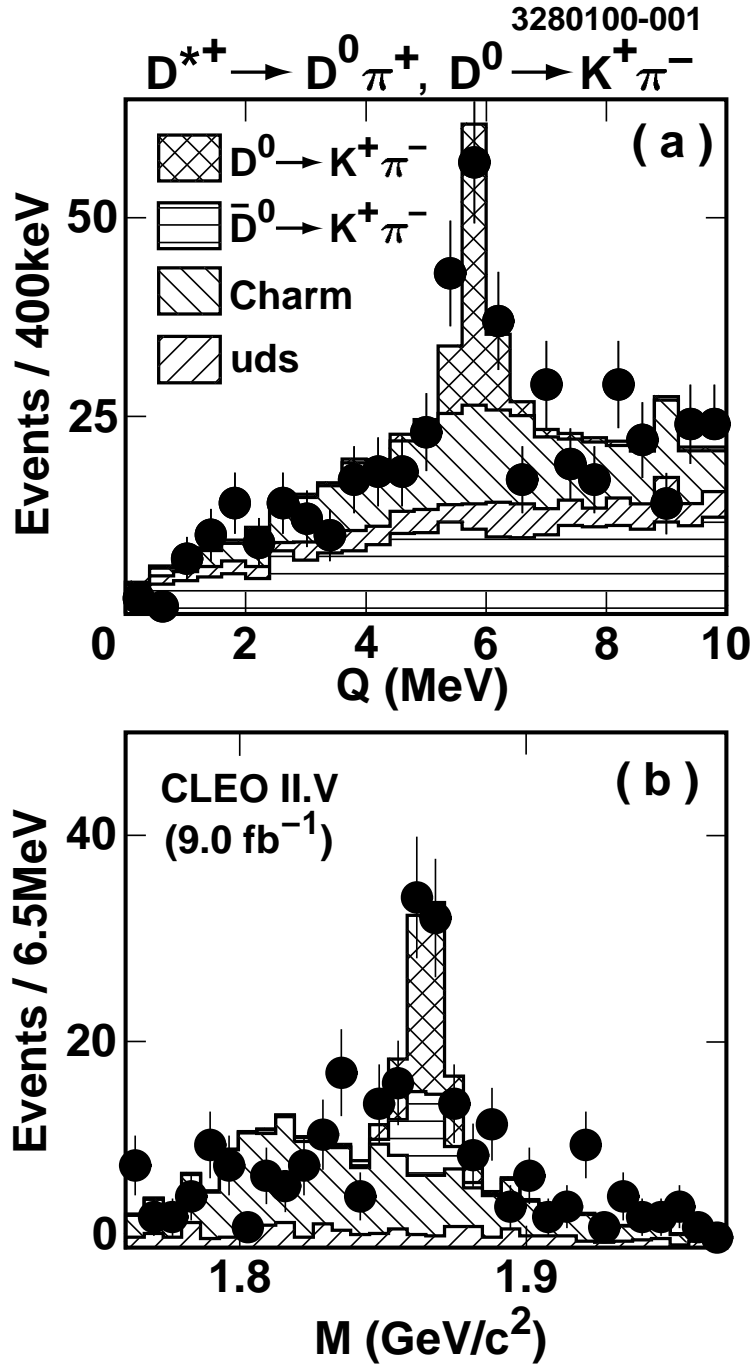 3280100-001
D*+ → D⁰ π⁺, D⁰ → K⁺ π⁻
( a )
D⁰ → K⁺ π⁻
D̄⁰ → K⁺ π⁻
Charm
uds
Events / 400keV
50
25
0 2 4 6 8 10
Q (MeV)
( b )
CLEO II.V
(9.0 fb⁻¹)
Events / 6.5MeV
40
20
0
1.8 1.9
M (GeV/c²)